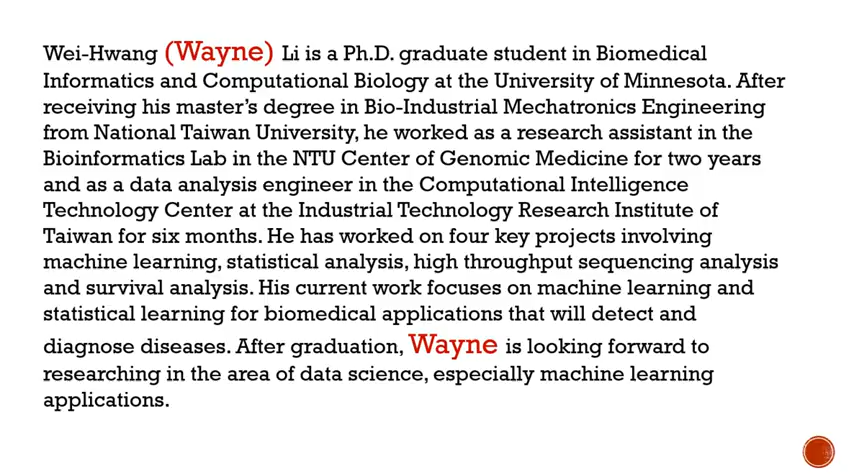 Wei-Hwang (Wayne) Li is a Ph.D. graduate student in Biomedical
Informatics and Computational Biology at the University of Minnesota. After
receiving his master's degree in Bio-Industrial Mechatronics Engineering
from National Taiwan University, he worked as a research assistant in the
Bioinformatics Lab in the NTU Center of Genomic Medicine for two years
and as a data analysis engineer in the Computational Intelligence
Technology Center at the Industrial Technology Research Institute of
Taiwan for six months. He has worked on four key projects involving
machine learning, statistical analysis, high throughput sequencing analysis
and survival analysis. His current work focuses on machine learning and
statistical learning for biomedical applications that will detect and
diagnose diseases. After graduation, Wayne is looking forward to
researching in the area of data science, especially machine learning
applications.